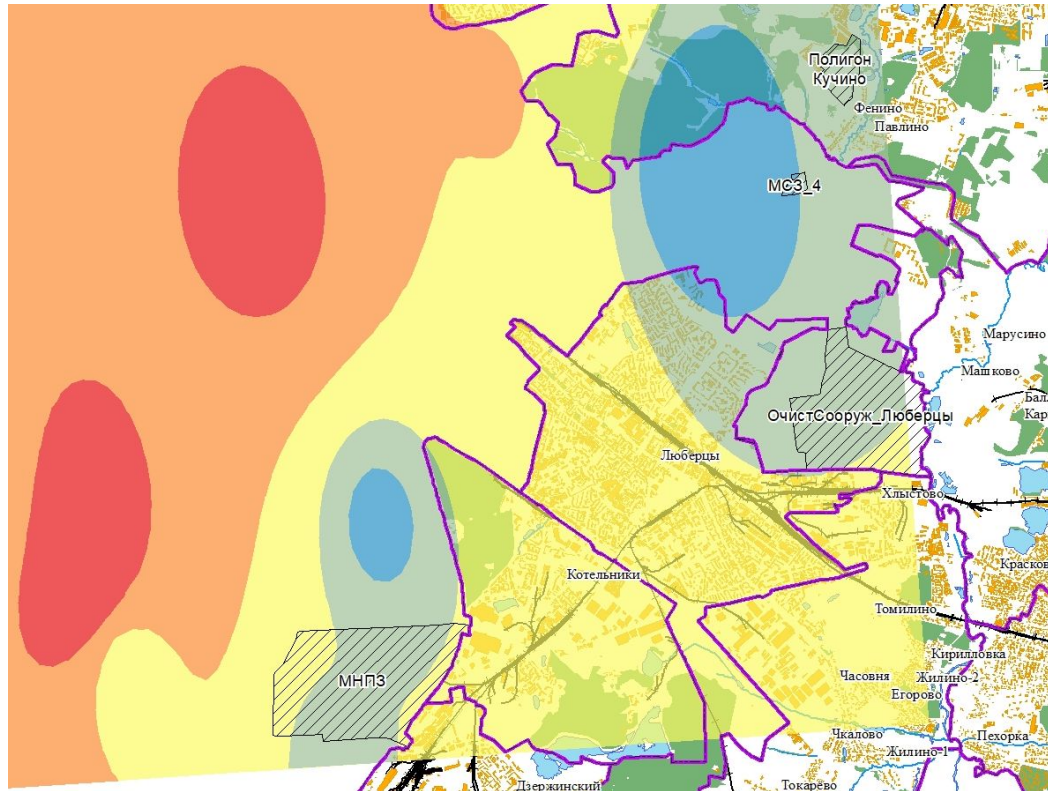 Полигон
Кучино
Фенино
Павлино
МСЗ_4
Марусино
Машково
ОчистСооруж_Люберцы
Люберцы
Хлыстово
Котельники
Томилино
Кирилловка
МНПЗ
Часовня
Жилино-2
Егорово
Чкалово
Пехорка
Жилино-1
Дзержинский
Токарево